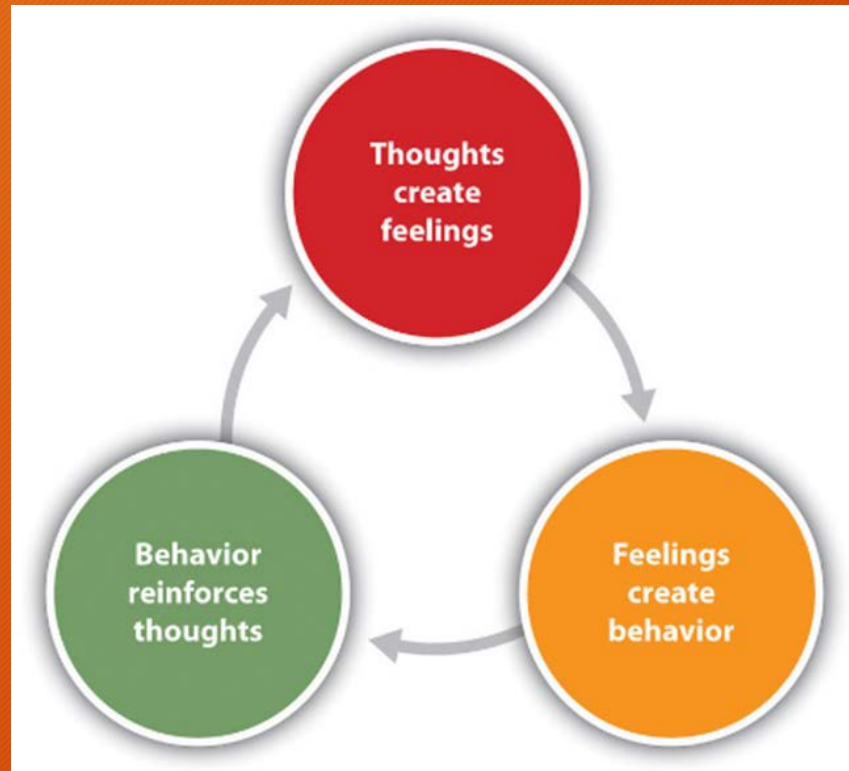 Thoughts
create
feelings
Feelings
create
behavior
Behavior
reinforces
thoughts